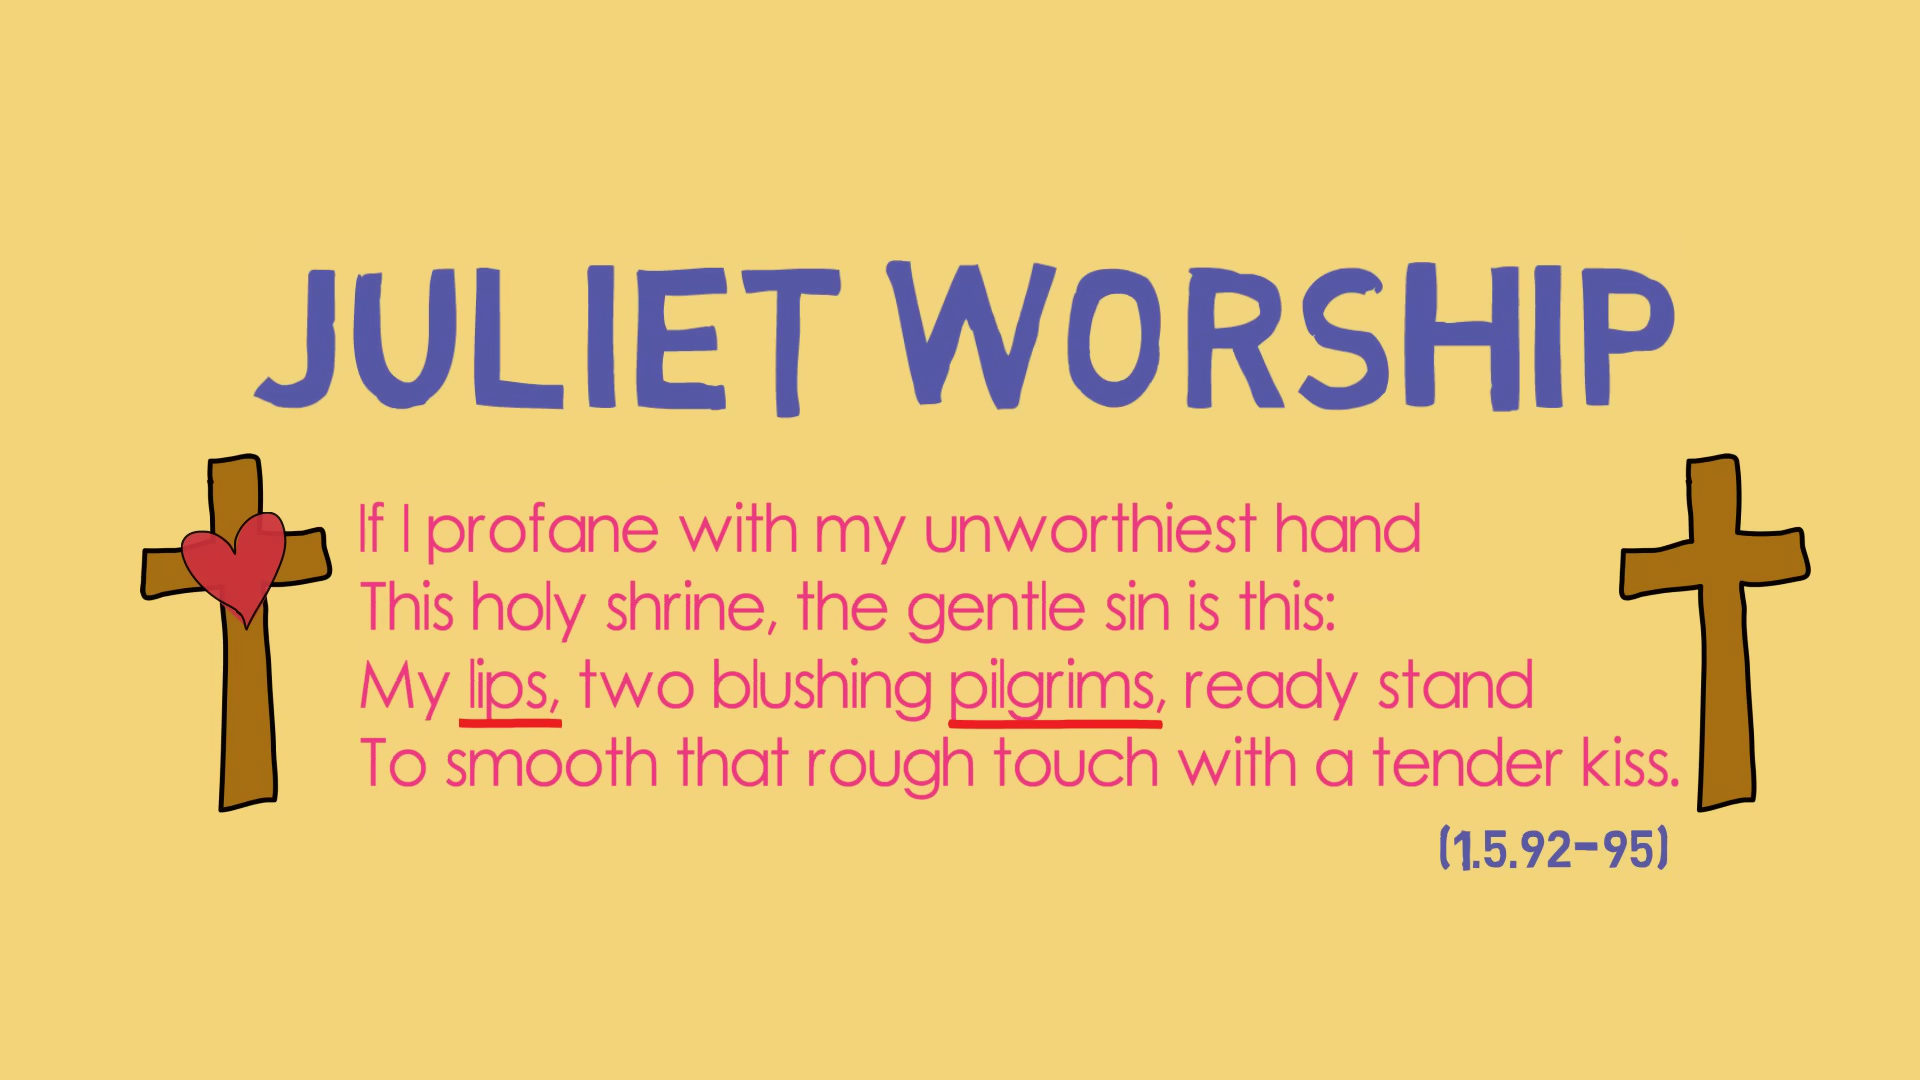 JULIET WORSHIP
If I profane with my unworthiest hand
This holy shrine, the gentle sin is this:
My lips, two blushing pilgrims, ready stand
To smooth that rough touch with a tender kiss.
(1.5.92-95)